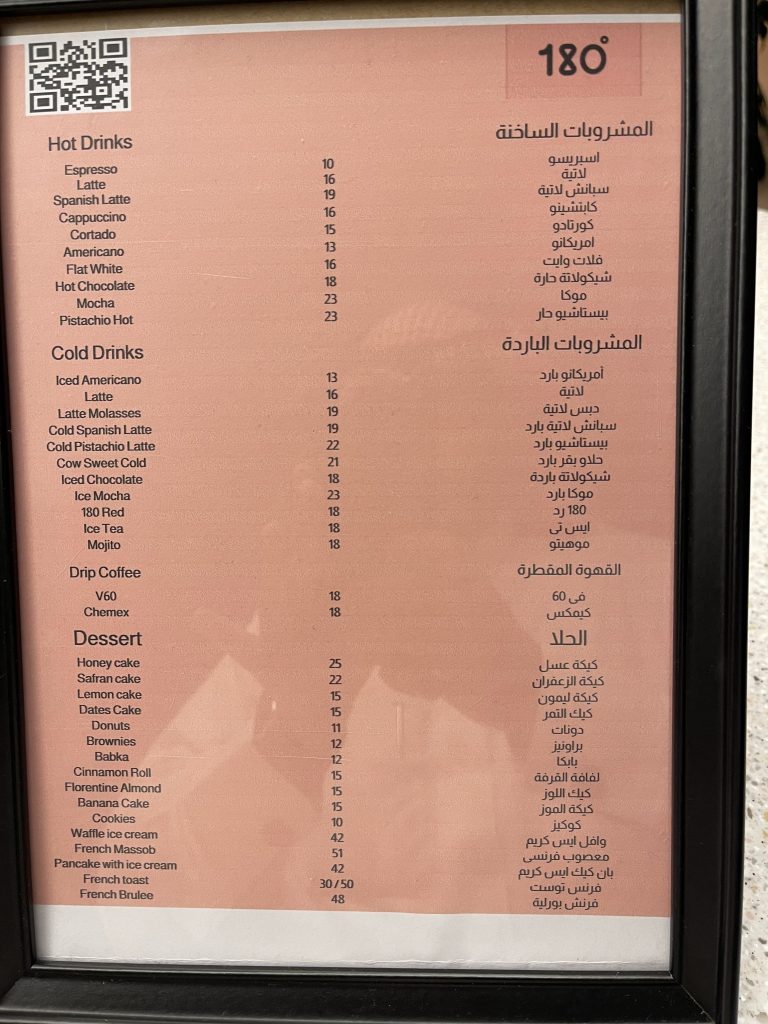 180°
Hot Drinks المشروبات الساخنة
Espresso 10 اسبريسو
Latte 16 لاتية
Spanish Latte 19 سبانش لاتية
Cappuccino 16 كابتشينو
Cortado 15 كورتادو
Americano 13 امريكانو
Flat White 16 فلات وايت
Hot Chocolate 18 شيكولاتة حارة
Mocha 23 موكا
Pistachio Hot 23 بيستاشيو حار
Cold Drinks المشروبات الباردة
Iced Americano 13 أمريكانو بارد
Latte 16 لاتية
Latte Molasses 19 دبس لاتية
Cold Spanish Latte 19 سبانش لاتية بارد
Cold Pistachio Latte 22 بيستاشيو بارد
Cow Sweet Cold 21 حلاو بقر بارد
Iced Chocolate 18 شيكولاتة باردة
Ice Mocha 23 موكا بارد
180 Red 18 180 رد
Ice Tea 18 ايس تى
Mojito 18 موهيتو
Drip Coffee القهوة المقطرة
V60 18 فى 60
Chemex 18 كيمكس
Dessert الحلا
Honey cake 25 كيكة عسل
Safran cake 22 كيكة الزعفران
Lemon cake 15 كيكة ليمون
Dates Cake 15 كيك التمر
Donuts 11 دونات
Brownies 12 براونيز
Babka 12 بابكا
Cinnamon Roll 15 لفافة القرفة
Florentine Almond 15 كيك اللوز
Banana Cake 15 كيكة الموز
Cookies 10 كوكيز
Waffle ice cream 42 وافل ايس كريم
French Massob 51 معصوب فرنسى
Pancake with ice cream 42 بان كيك ايس كريم
French toast 30/50 فرنس توست
French Brulee 48 فرنش بورلية